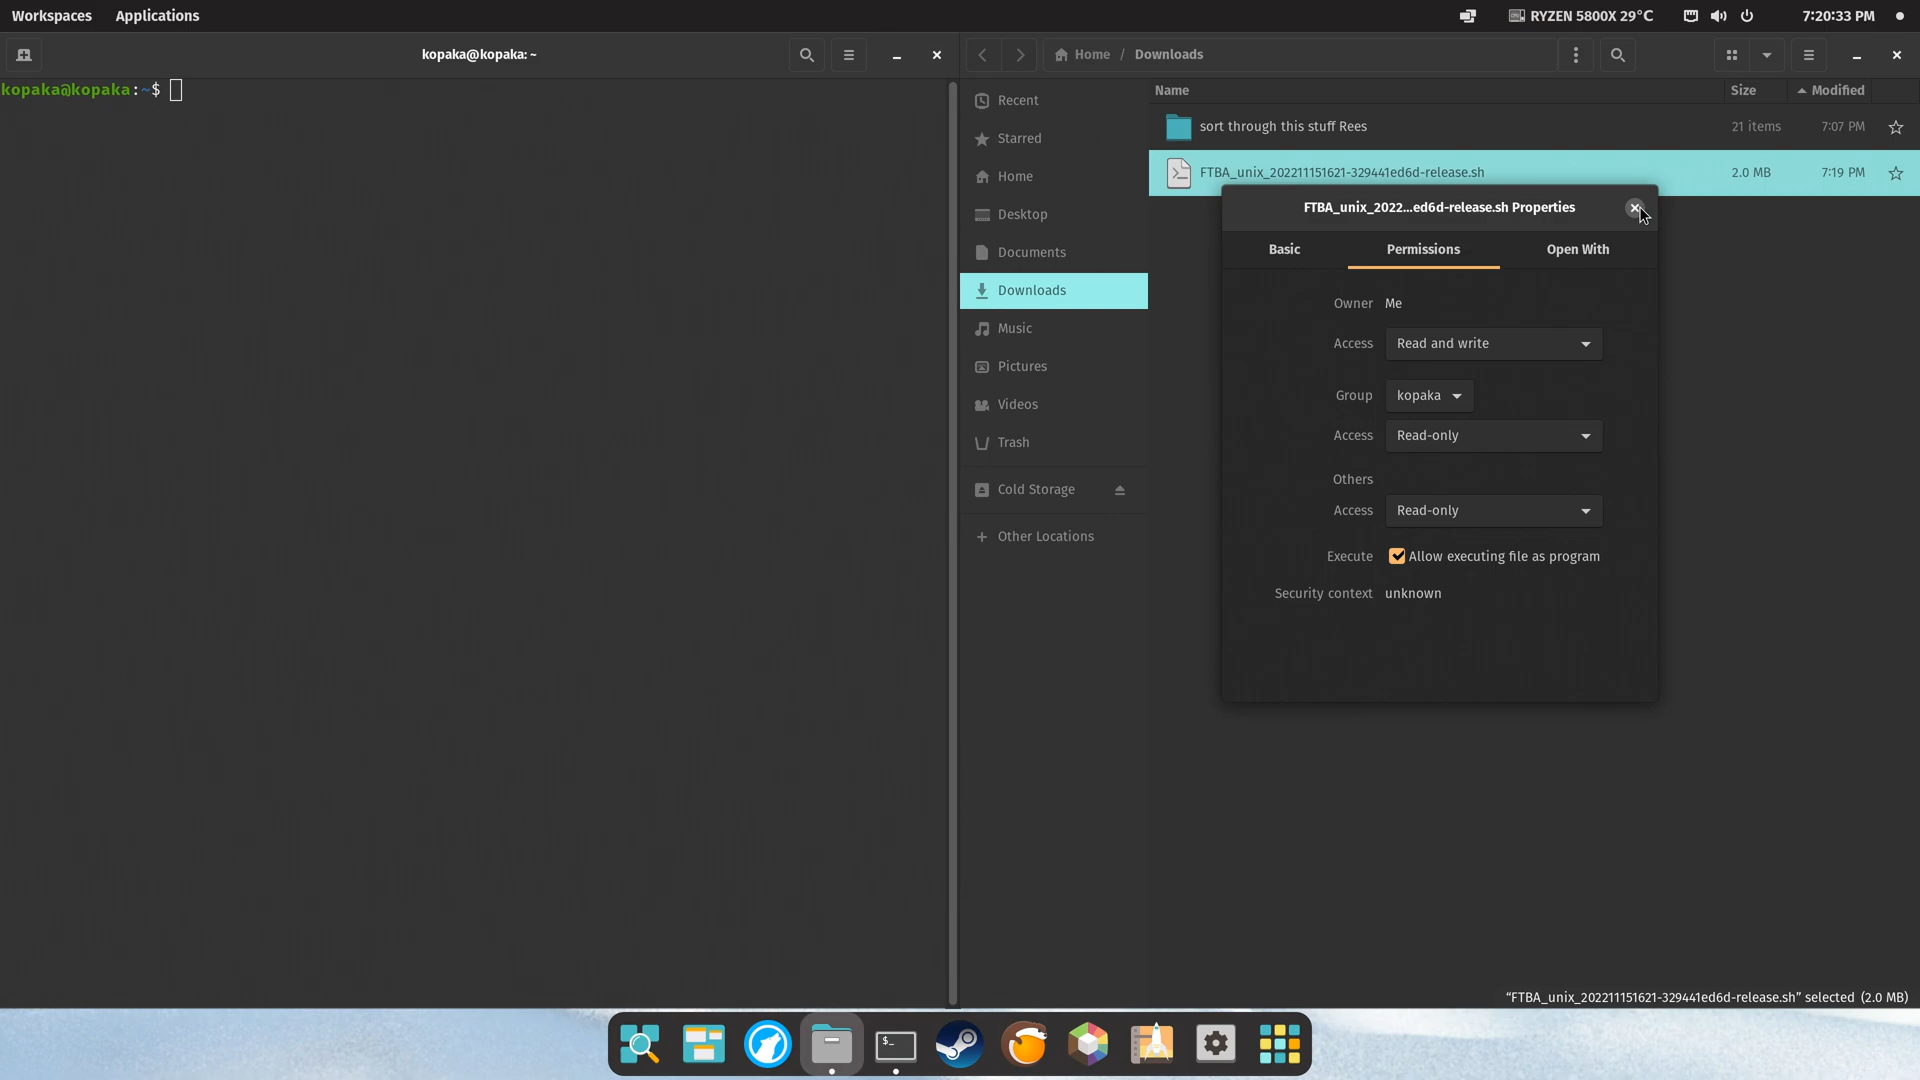 Workspaces Applications RYZEN 5800X 29°C 7:20:33 PM
kopaka@kopaka: ~
kopaka@kopaka:~$
Home / Downloads
Recent
Starred
Home
Desktop
Documents
Downloads
Music
Pictures
Videos
Trash
Cold Storage
Other Locations
Name Size Modified
sort through this stuff Rees 21 items 7:07 PM
FTBA_unix_202211151621-329441ed6d-release.sh 2.0 MB 7:19 PM
FTBA_unix_2022...ed6d-release.sh Properties
Basic Permissions Open With
Owner Me
Access Read and write
Group kopaka
Access Read-only
Others
Access Read-only
Execute Allow executing file as program
Security context unknown
“FTBA_unix_202211151621-329441ed6d-release.sh” selected (2.0 MB)
$_